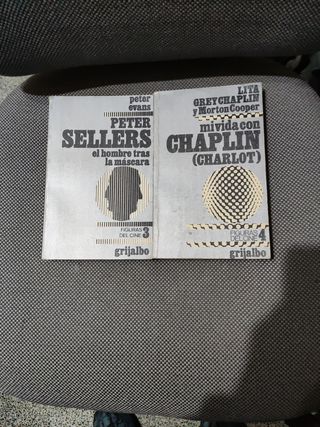 peter
evans
PETER
SELLERS
el hombre tras
la máscara
FIGURAS
DEL CINE 3
grijalbo
LITA
GREY CHAPLIN
y Morton Cooper
mi vida con
CHAPLIN
(CHARLOT)
FIGURAS
DEL CINE 4
grijalbo